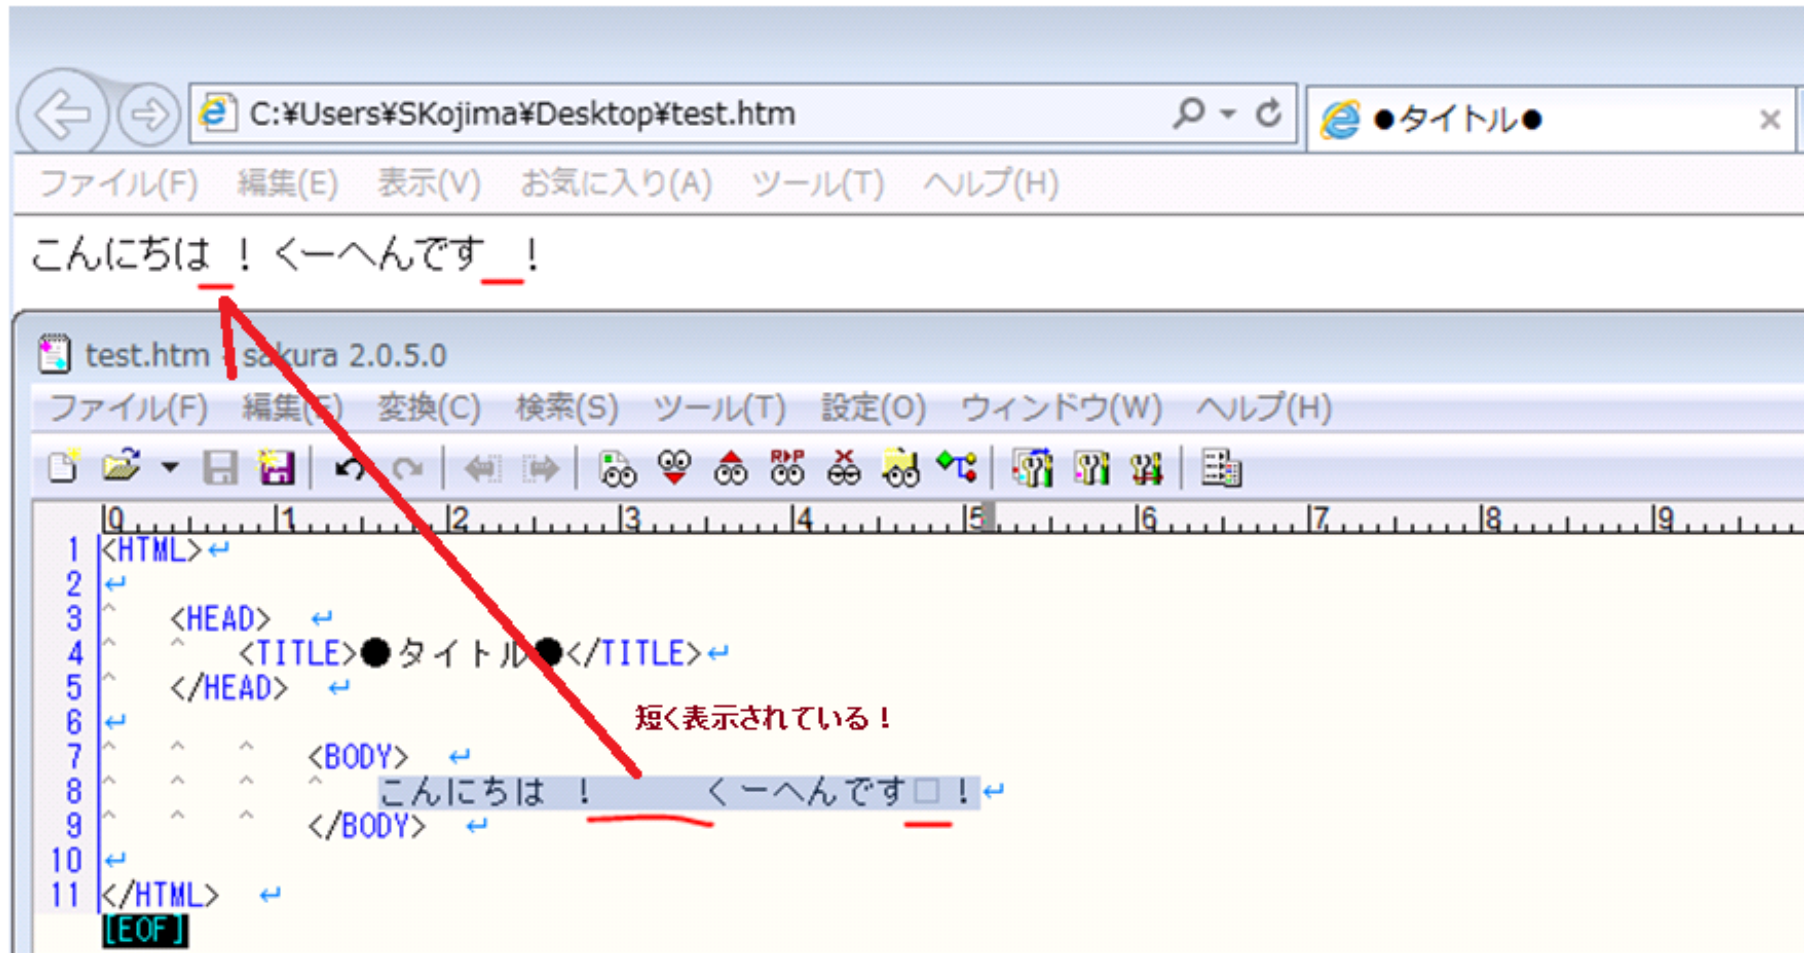 C:¥Users¥SKojima¥Desktop¥test.htm
●タイトル●
ファイル(F) 編集(E) 表示(V) お気に入り(A) ツール(T) ヘルプ(H)
こんにちは ！くーへんです　！
test.htm - sakura 2.0.5.0
ファイル(F) 編集(E) 変換(C) 検索(S) ツール(T) 設定(O) ウィンドウ(W) ヘルプ(H)
0 1 2 3 4 5 6 7 8 9
1 <HTML>↵
2 ↵
3 ^ <HEAD> ↵
4 ^ ^ <TITLE>●タイトル●</TITLE>↵
5 ^ </HEAD> ↵
6 ↵
短く表示されている！
7 ^ ^ ^ <BODY> ↵
8 ^ ^ ^ ^ こんにちは ！ くーへんです□！↵
9 ^ ^ ^ </BODY> ↵
10 ↵
11 </HTML> ↵
[EOF]